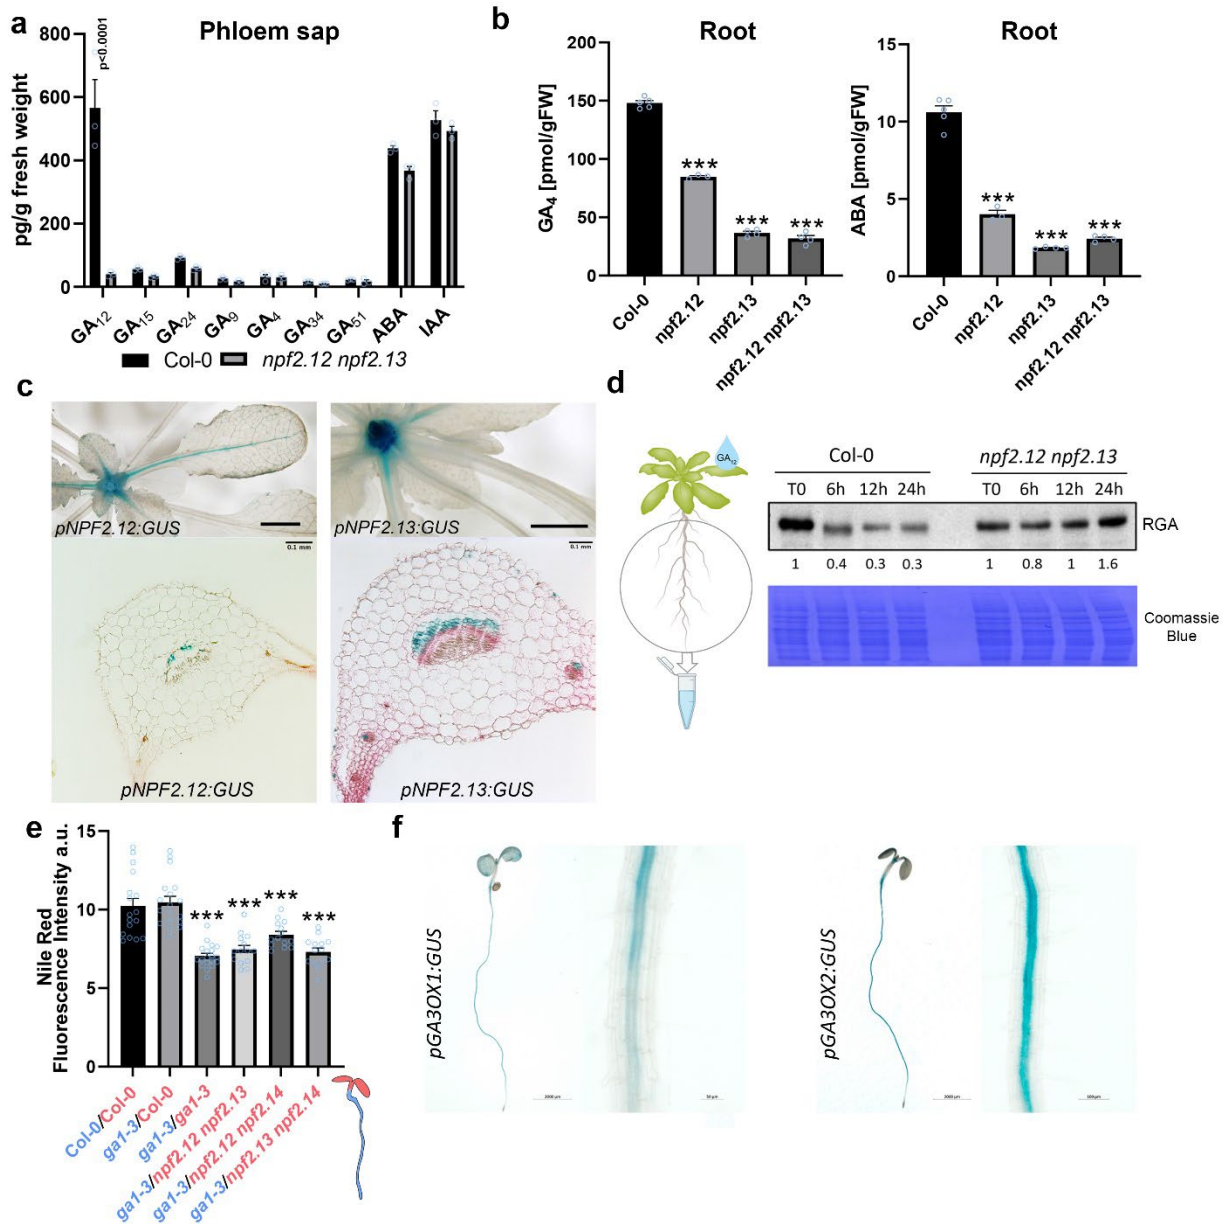 a
Phloem sap
pg/g fresh weight
800
600
400
200
0
p<0.0001
GA12
GA15
GA24
GA9
GA4
GA34
GA51
ABA
IAA
Col-0
npf2.12 npf2.13
b
Root
GA4 [pmol/gFW]
200
150
100
50
0
***
***
***
Col-0
npf2.12
npf2.13
npf2.12 npf2.13
Root
ABA [pmol/gFW]
15
10
5
0
***
***
***
Col-0
npf2.12
npf2.13
npf2.12 npf2.13
c
pNPF2.12:GUS
pNPF2.13:GUS
0.1 mm
0.1 mm
pNPF2.12:GUS
pNPF2.13:GUS
d
GA12
Col-0
npf2.12 npf2.13
T0 6h 12h 24h T0 6h 12h 24h
RGA
1 0.4 0.3 0.3 1 0.8 1 1.6
Coomassie
Blue
e
Nile Red
Fluorescence Intensity a.u.
15
10
5
0
***
***
***
***
Col-0/Col-0
ga1-3/Col-0
ga1-3/ga1-3
ga1-3/npf2.12 npf2.13
ga1-3/npf2.12 npf2.14
ga1-3/npf2.13 npf2.14
f
pGA3OX1:GUS
pGA3OX2:GUS